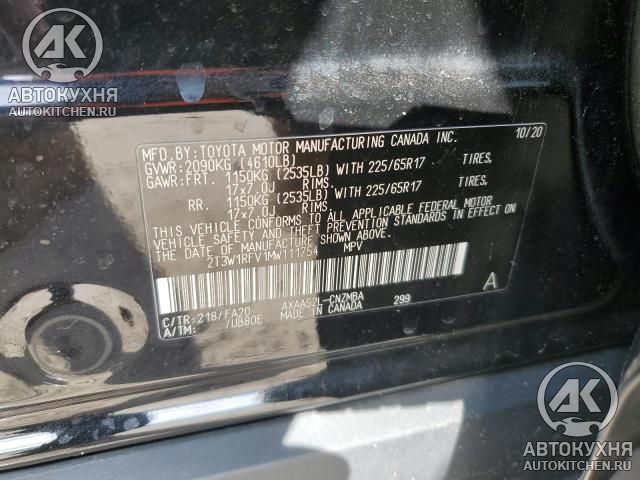 AK
АВТОКУХНЯ
AUTOKITCHEN.RU
MFD.BY:TOYOTA MOTOR MANUFACTURING CANADA INC. 10/20
GVWR:2090KG (4610LB)
GAWR:FRT. 1150KG (2535LB) WITH 225/65R17 TIRES,
17x7.0J RIMS.
RR. 1150KG (2535LB) WITH 225/65R17 TIRES,
17x7.0J RIMS.
THIS VEHICLE CONFORMS TO ALL APPLICABLE FEDERAL MOTOR
VEHICLE SAFETY AND THEFT PREVENTION STANDARDS IN EFFECT ON
THE DATE OF MANUFACTURE SHOWN ABOVE.
2T3W1RFV1MW111754 MPV
A
C/TR:218/FA20 AXAA52L-CNZMBA 299
A/TM: /UB80E MADE IN CANADA
AK
АВТОКУХНЯ
AUTOKITCHEN.RU